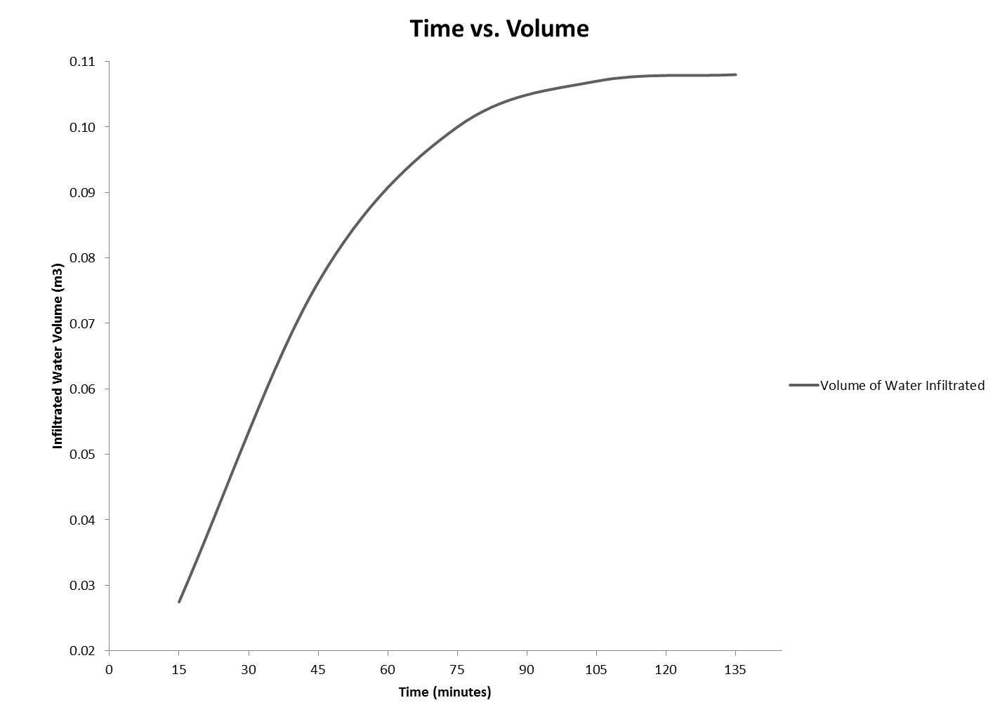 Time vs. Volume
0.11
0.10
0.09
0.08
0.07
0.06
0.05
0.04
0.03
0.02
Infiltrated Water Volume (m3)
0 15 30 45 60 75 90 105 120 135
Time (minutes)
Volume of Water Infiltrated